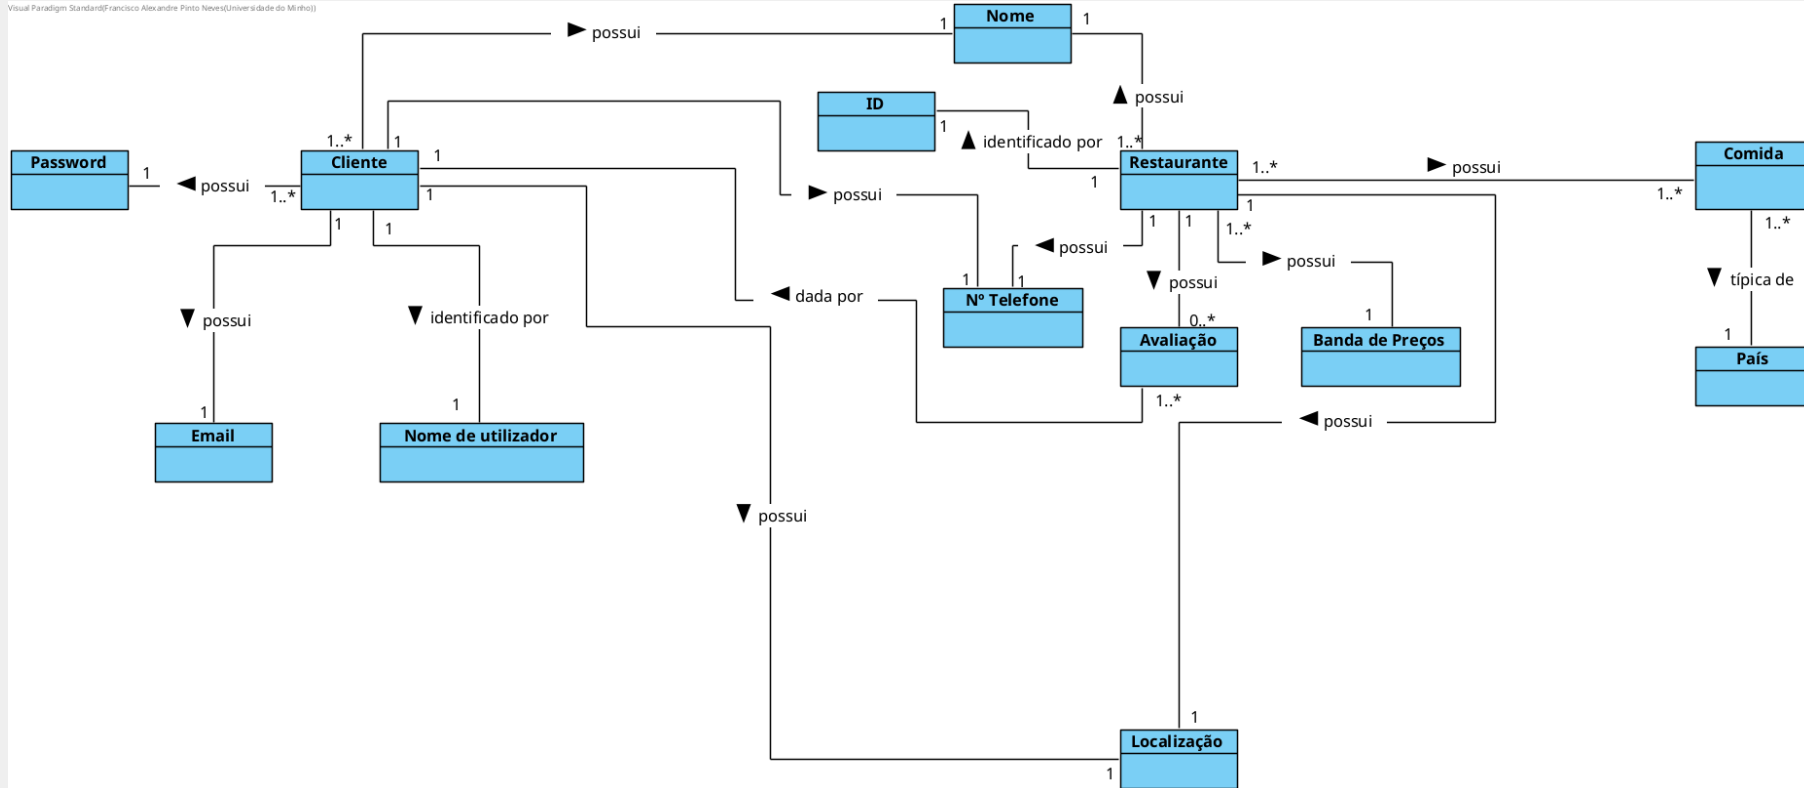 Visual Paradigm Standard(Francisco Alexandre Pinto Neves(Universidade do Minho))
Nome
1
1
possui
ID
1
possui
identificado por
1..*
1..*
1
Password
1
possui
1..*
Cliente
1
1
possui
Restaurante
1
1..*
possui
1..*
Comida
1
1
1
possui
1
1
1..*
1
possui
1..*
típica de
1
País
possui
identificado por
dada por
1
1
Nº Telefone
possui
0..*
Avaliação
1
Banda de Preços
1..*
possui
1
Email
1
Nome de utilizador
possui
1
Localização
1